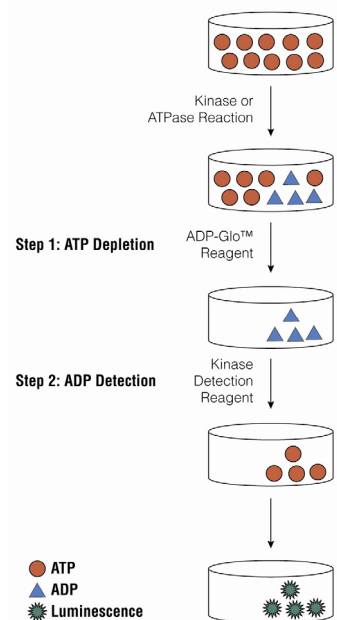 Kinase or
ATPase Reaction
Step 1: ATP Depletion
ADP-Glo™
Reagent
Step 2: ADP Detection
Kinase
Detection
Reagent
ATP
ADP
Luminescence